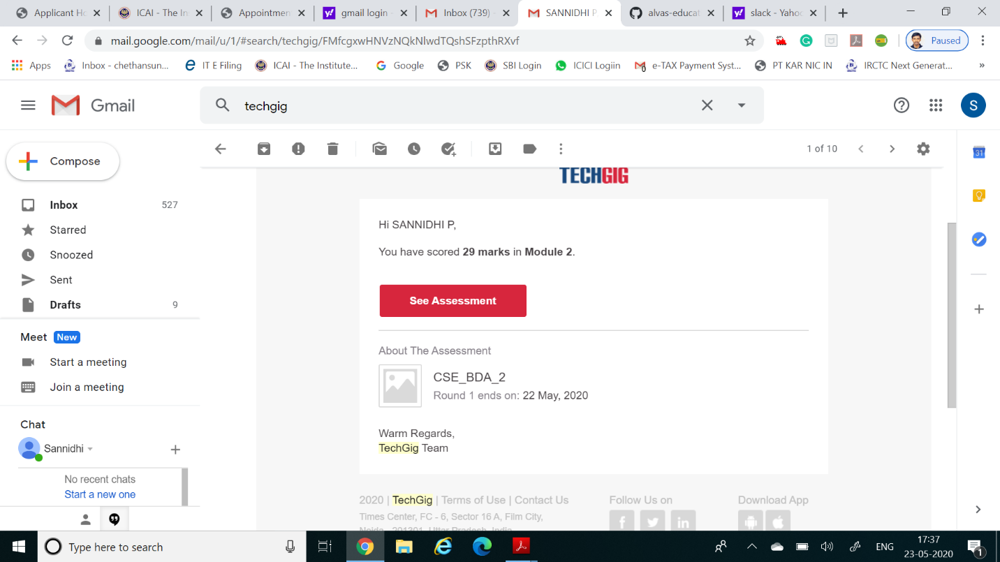 Applicant Ho
ICAI - The In
Appointmen
gmail login -
Inbox (739) -
SANNIDHI P,
alvas-educat
slack - Yahoo
mail.google.com/mail/u/1/#search/techgig/FMfcgxwHNVzNQkNlwdTQshSFzpthRXvf
Paused
Apps
Inbox - chethansun...
IT E Filing
ICAI - The Institute...
Google
PSK
SBI Login
ICICI Logiin
e-TAX Payment Syst...
PT KAR NIC IN
IRCTC Next Generat...
»
Gmail
techgig
S
Compose
1 of 10
31
TECHGIG
Inbox 527
Starred
Snoozed
Sent
Drafts 9
Meet New
Start a meeting
Join a meeting
Chat
Sannidhi
No recent chats
Start a new one
Hi SANNIDHI P,
You have scored 29 marks in Module 2.
See Assessment
About The Assessment
CSE_BDA_2
Round 1 ends on: 22 May, 2020
Warm Regards,
TechGig Team
2020 | TechGig | Terms of Use | Contact Us
Follow Us on
Download App
Times Center, FC - 6, Sector 16 A, Film City,
Noida - 201301, Uttar Pradesh, India
Type here to search
ENG
17:37
23-05-2020
1